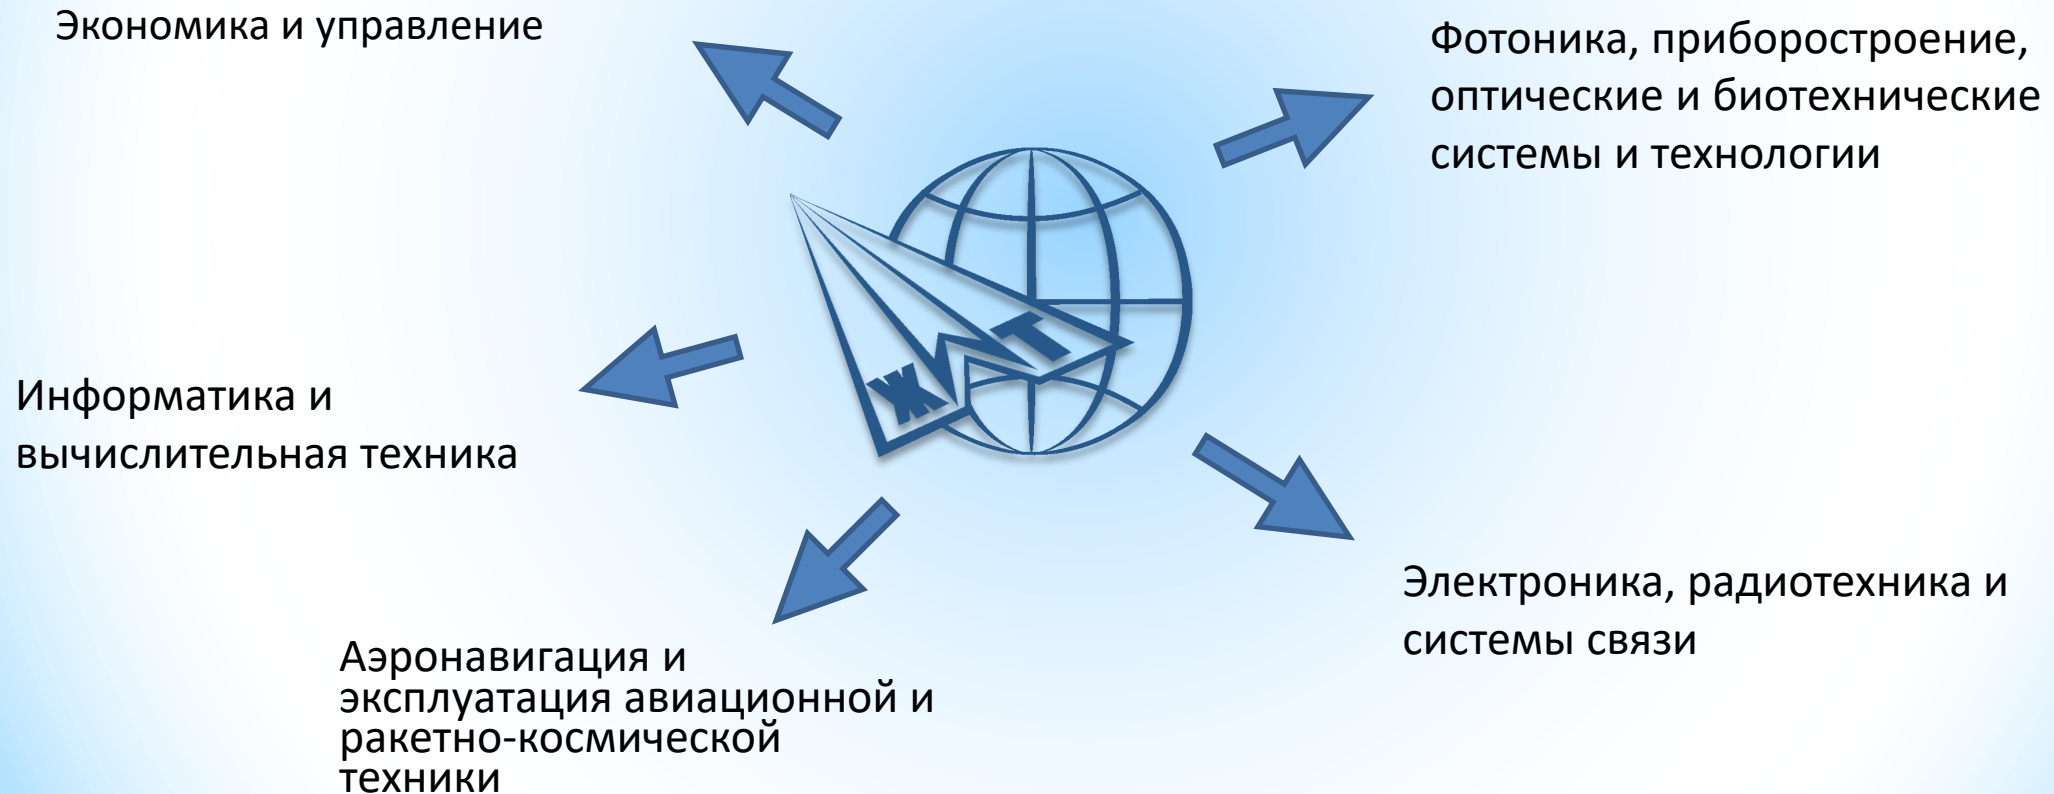 Экономика и управление
Фотоника, приборостроение,
оптические и биотехнические
системы и технологии
Ж Т
Информатика и
вычислительная техника
Электроника, радиотехника и
системы связи
Аэронавигация и
эксплуатация авиационной и
ракетно-космической
техники